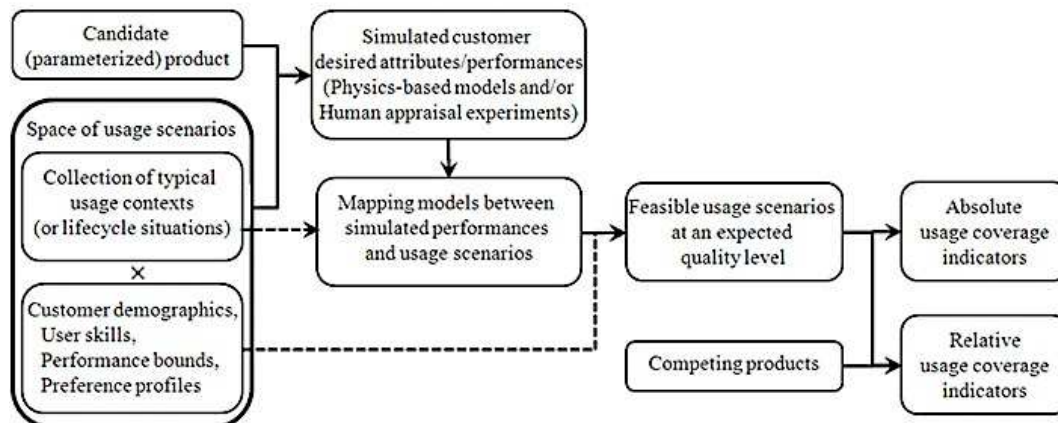 Candidate
(parameterized) product
Simulated customer
desired attributes/performances
(Physics-based models and/or
Human appraisal experiments)
Space of usage scenarios
Collection of typical
usage contexts
(or lifecycle situations)
×
Customer demographics,
User skills,
Performance bounds,
Preference profiles
Mapping models between
simulated performances
and usage scenarios
Feasible usage scenarios
at an expected
quality level
Competing products
Absolute
usage coverage
indicators
Relative
usage coverage
indicators